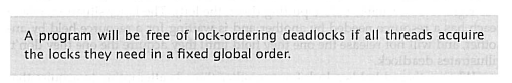 A program will be free of lock-ordering deadlocks if all threads acquire
the locks they need in a fixed global order.